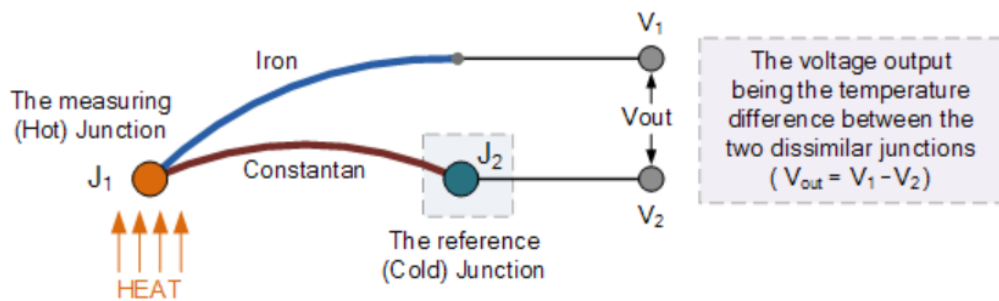 V1
Iron
The measuring
(Hot) Junction
Vout
J1
Constantan
J2
V2
The reference
(Cold) Junction
HEAT
The voltage output
being the temperature
difference between the
two dissimilar junctions
( Vout = V1 – V2)